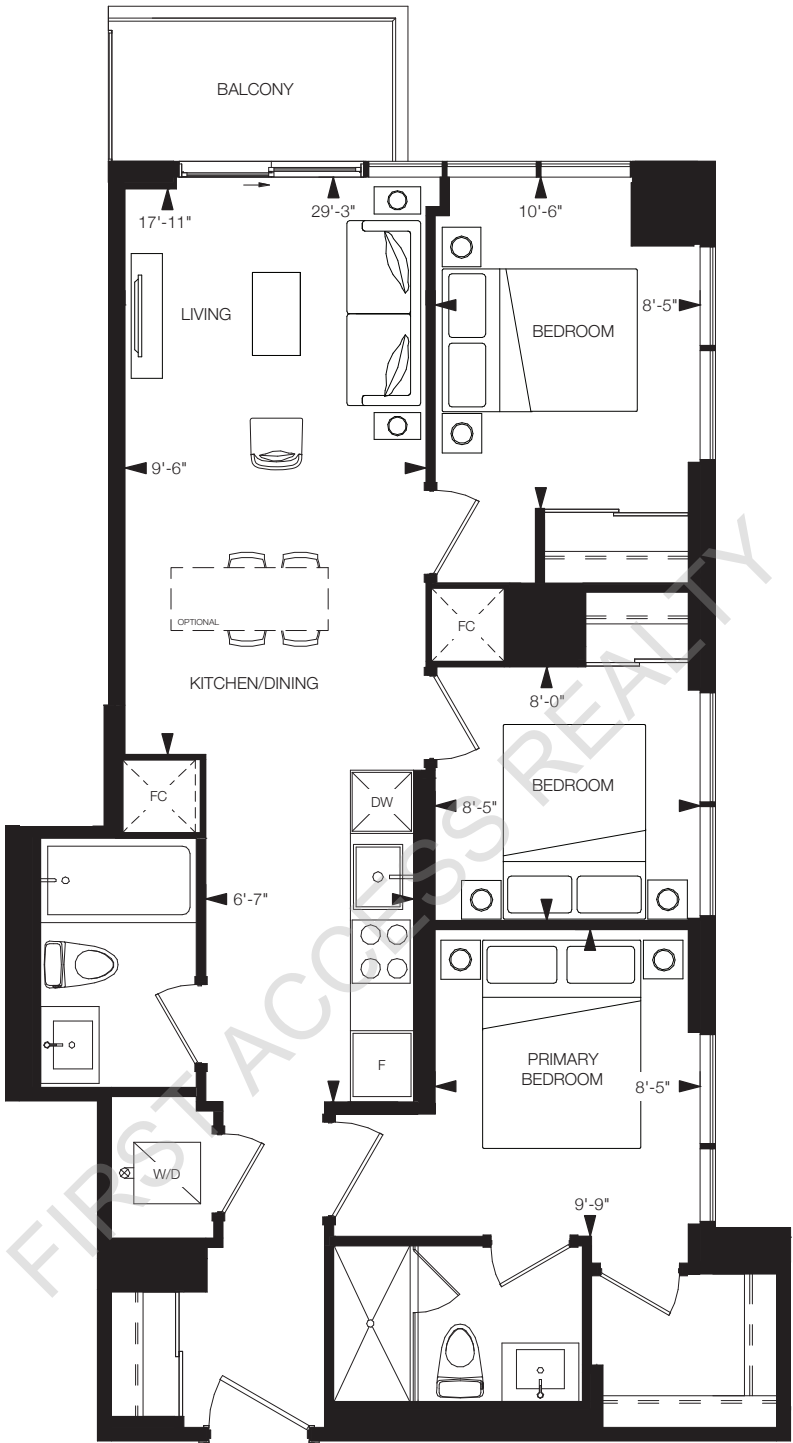 BALCONY
17'-11"
29'-3"
10'-6"
LIVING
8'-5"
BEDROOM
9'-6"
OPTIONAL
FC
KITCHEN/DINING
8'-0"
FC
DW
BEDROOM
8'-5"
6'-7"
F
PRIMARY
BEDROOM
8'-5"
W/D
9'-9"
FIRST ACCESS REALTY